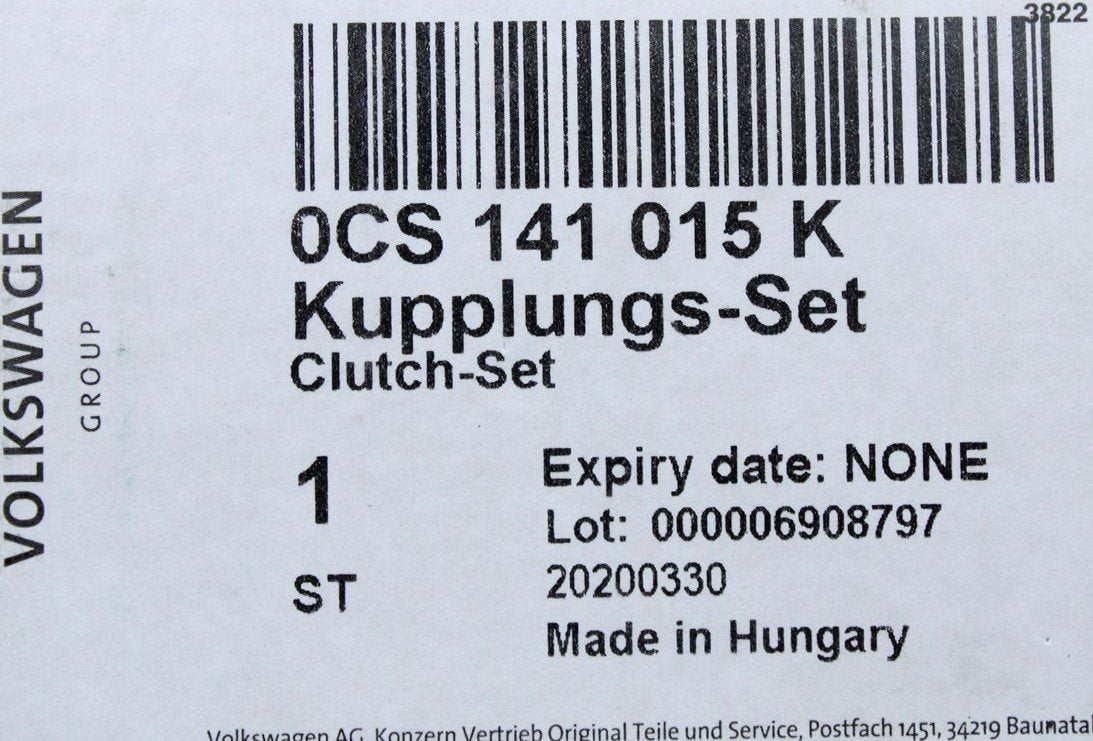 3822
0CS 141 015 K
Kupplungs-Set
Clutch-Set
VOLKSWAGEN
GROUP
1
ST
Expiry date: NONE
Lot: 000006908797
20200330
Made in Hungary
Volkswagen AG, Konzern Vertrieb Original Teile und Service, Postfach 1451, 34219 Baunatal